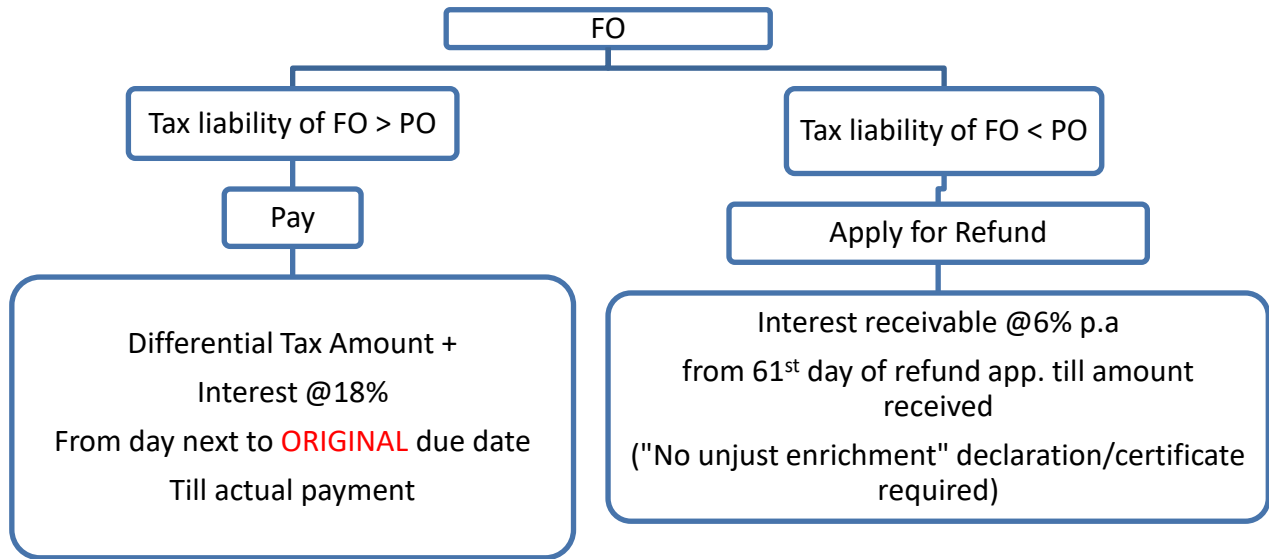 FO
Tax liability of FO > PO
Tax liability of FO < PO
Pay
Apply for Refund
Differential Tax Amount +
Interest @18%
From day next to ORIGINAL due date
Till actual payment
Interest receivable @6% p.a
from 61st day of refund app. till amount
received
("No unjust enrichment" declaration/certificate
required)